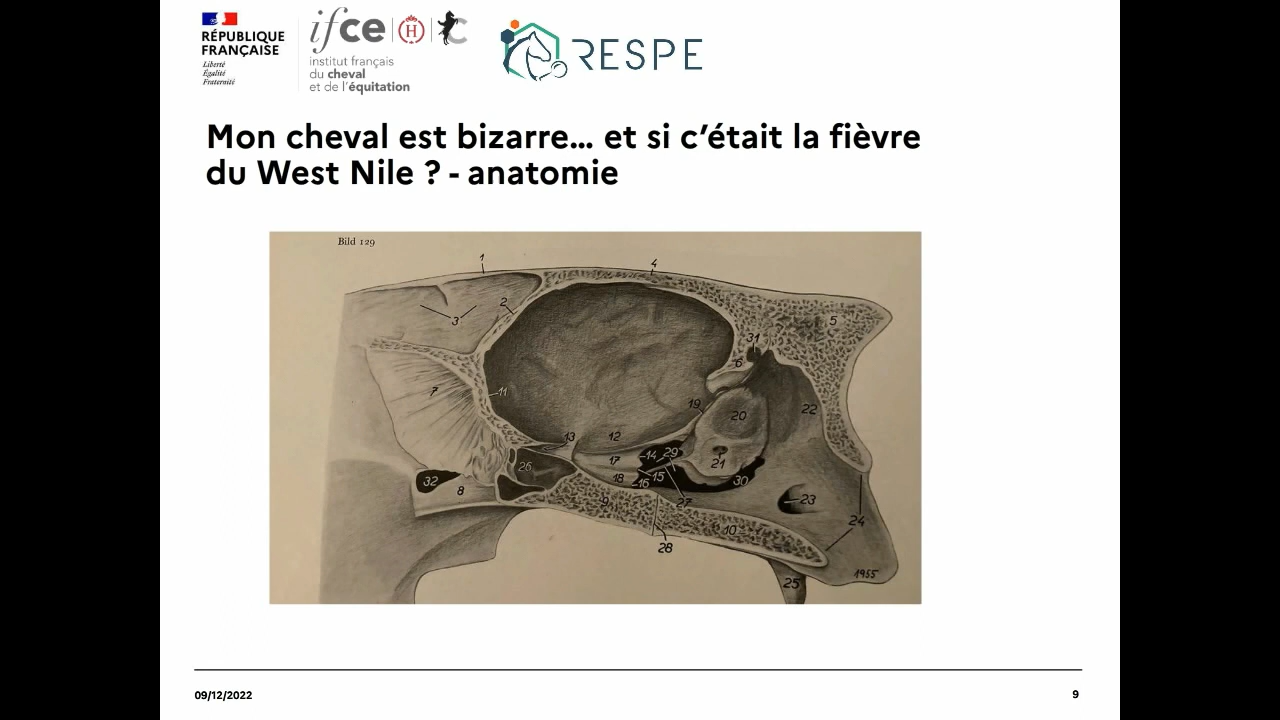 RÉPUBLIQUE
FRANÇAISE
Liberté
Égalité
Fraternité
ifce
H
institut français
du cheval
et de l'équitation
RESPE
Mon cheval est bizarre... et si c'était la fièvre
du West Nile ? - anatomie
Bild 129
1
4
2
3
5
31
6
7
11
19
20
22
13
12
26
17
14
29
21
32
8
18
15
16
30
9
27
23
10
28
24
1955
25
09/12/2022
9